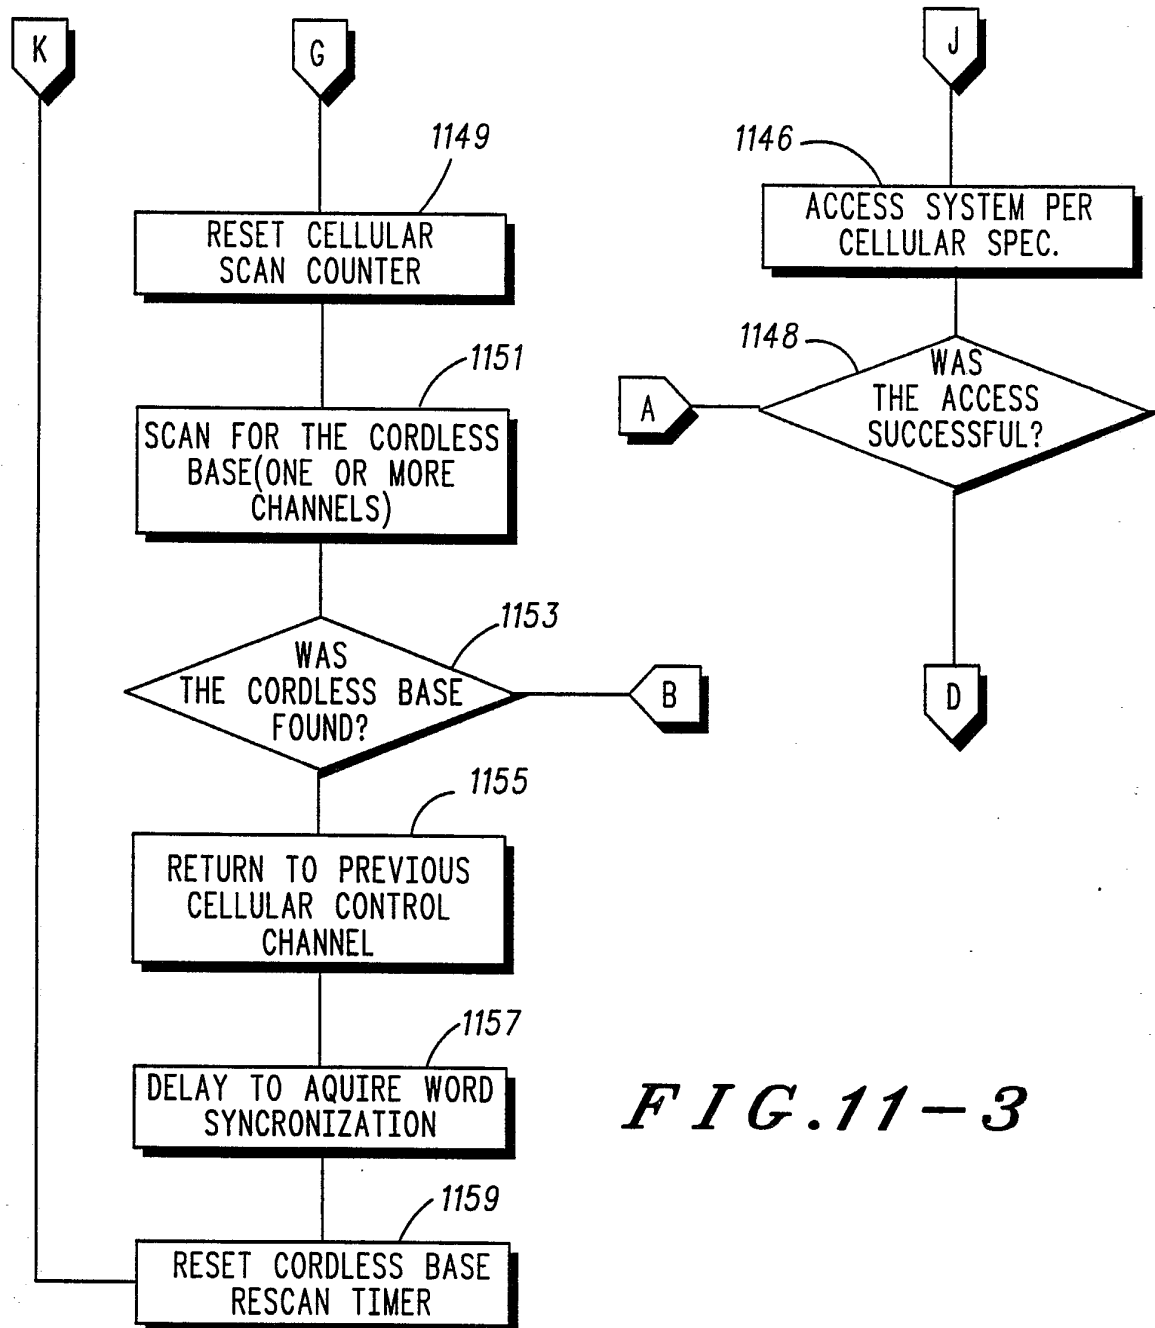 K
G
J
1149
RESET CELLULAR
SCAN COUNTER
1151
SCAN FOR THE CORDLESS
BASE(ONE OR MORE
CHANNELS)
1153
WAS
THE CORDLESS BASE
FOUND?
B
1155
RETURN TO PREVIOUS
CELLULAR CONTROL
CHANNEL
1157
DELAY TO AQUIRE WORD
SYNCRONIZATION
1159
RESET CORDLESS BASE
RESCAN TIMER
1146
ACCESS SYSTEM PER
CELLULAR SPEC.
1148
WAS
THE ACCESS
SUCCESSFUL?
A
D
FIG.11-3